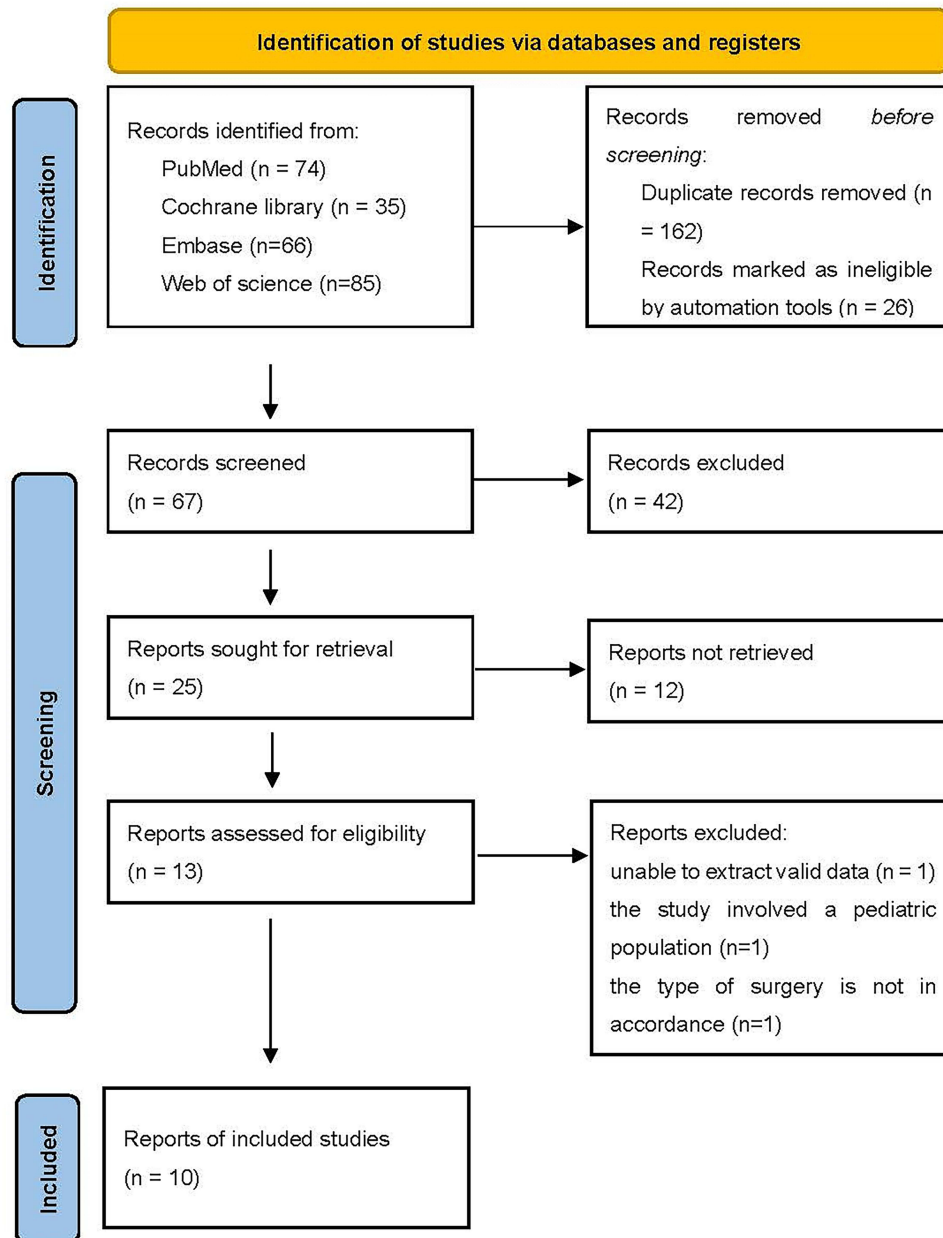 Identification of studies via databases and registers
Identification
Records identified from:
PubMed (n = 74)
Cochrane library (n = 35)
Embase (n=66)
Web of science (n=85)
Records removed before
screening:
Duplicate records removed (n
= 162)
Records marked as ineligible
by automation tools (n = 26)
Screening
Records screened
(n = 67)
Records excluded
(n = 42)
Reports sought for retrieval
(n = 25)
Reports not retrieved
(n = 12)
Reports assessed for eligibility
(n = 13)
Reports excluded:
unable to extract valid data (n = 1)
the study involved a pediatric
population (n=1)
the type of surgery is not in
accordance (n=1)
Included
Reports of included studies
(n = 10)